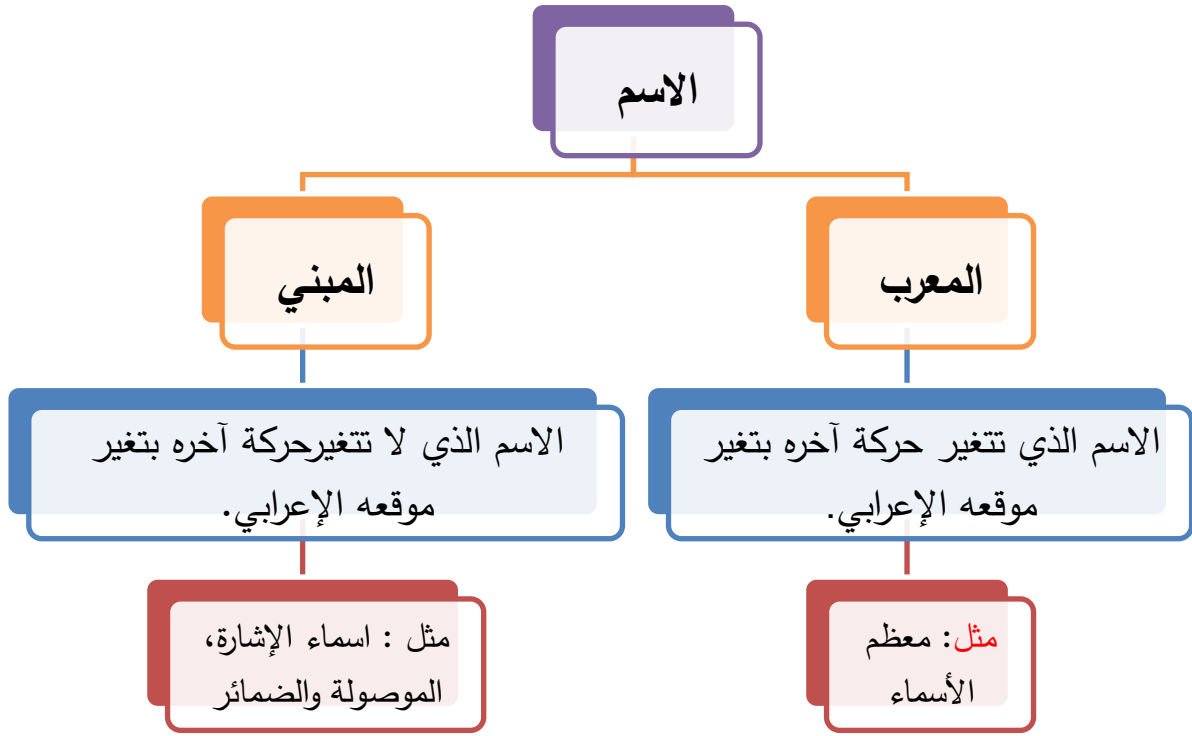 الاسم
المعرب
المبني
الاسم الذي تتغير حركة آخره بتغير
موقعه الإعرابي.
الاسم الذي لا تتغيرحركة آخره بتغير
موقعه الإعرابي.
مثل: معظم
الأسماء
مثل : اسماء الإشارة،
الموصولة والضمائر